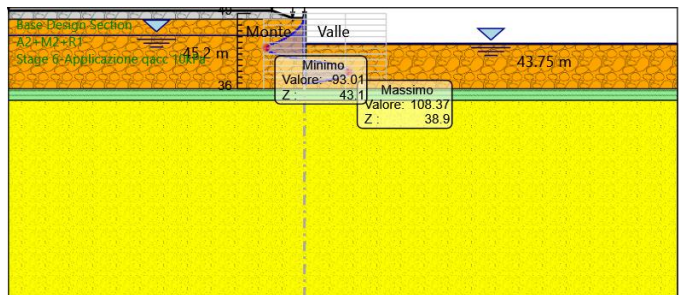 Base Design Section
A2+M2+R1
Stage 6-Applicazione qacc 10kPa
Monte
Valle
45.2 m
43.75 m
36
Minimo
Valore: -93.01
Z : 43.1
Massimo
Valore: 108.37
Z : 38.9